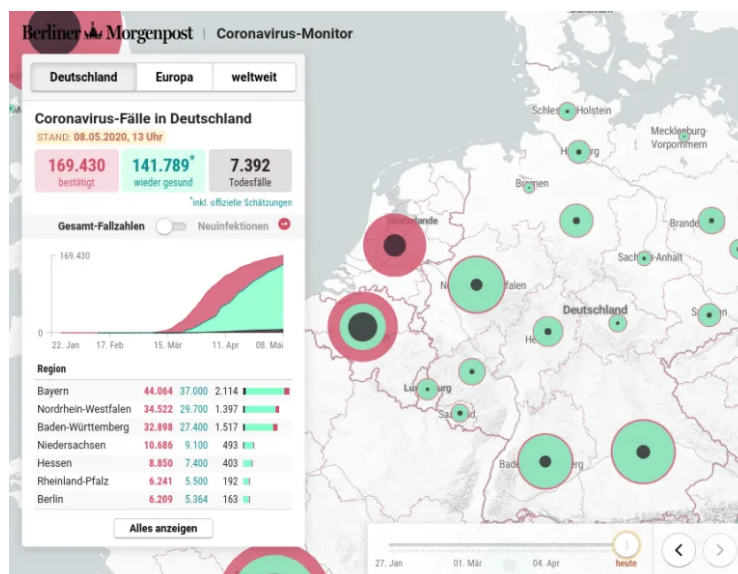 Berliner Morgenpost | Coronavirus-Monitor
Deutschland Europa weltweit
Coronavirus-Fälle in Deutschland
STAND: 08.05.2020, 13 Uhr
169.430 141.789* 7.392
bestätigt wieder gesund Todesfälle
*inkl. offizielle Schätzungen
Gesamt-Fallzahlen Neuinfektionen
169.430
0
22. Jan 17. Feb 15. Mär 11. Apr 08. Mai
Region
Bayern 44.064 37.000 2.114
Nordrhein-Westfalen 34.522 29.700 1.397
Baden-Württemberg 32.898 27.400 1.517
Niedersachsen 10.686 9.100 493
Hessen 8.850 7.400 403
Rheinland-Pfalz 6.241 5.500 192
Berlin 6.209 5.364 163
Alles anzeigen
Holstein
Mecklenburg-
Vorpommern
Bremen
Deutschland
27. Jan 01. Mär 04. Apr heute